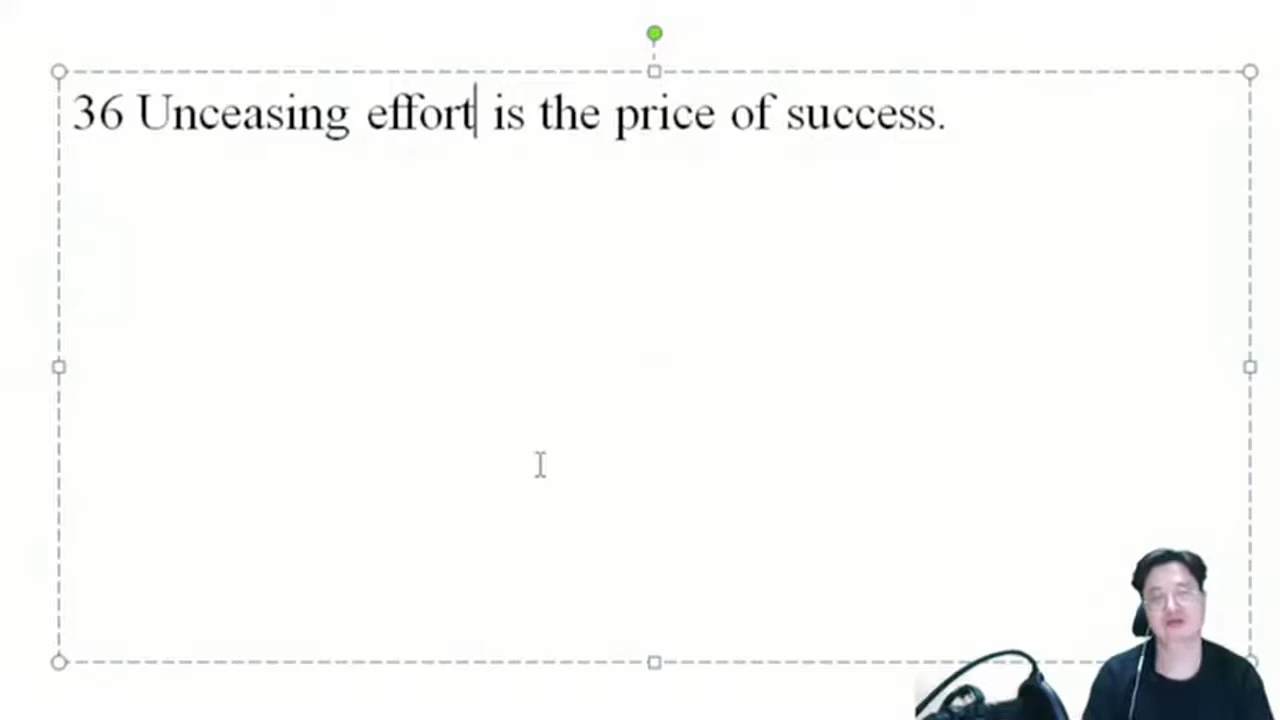 36 Unceasing effort is the price of success.